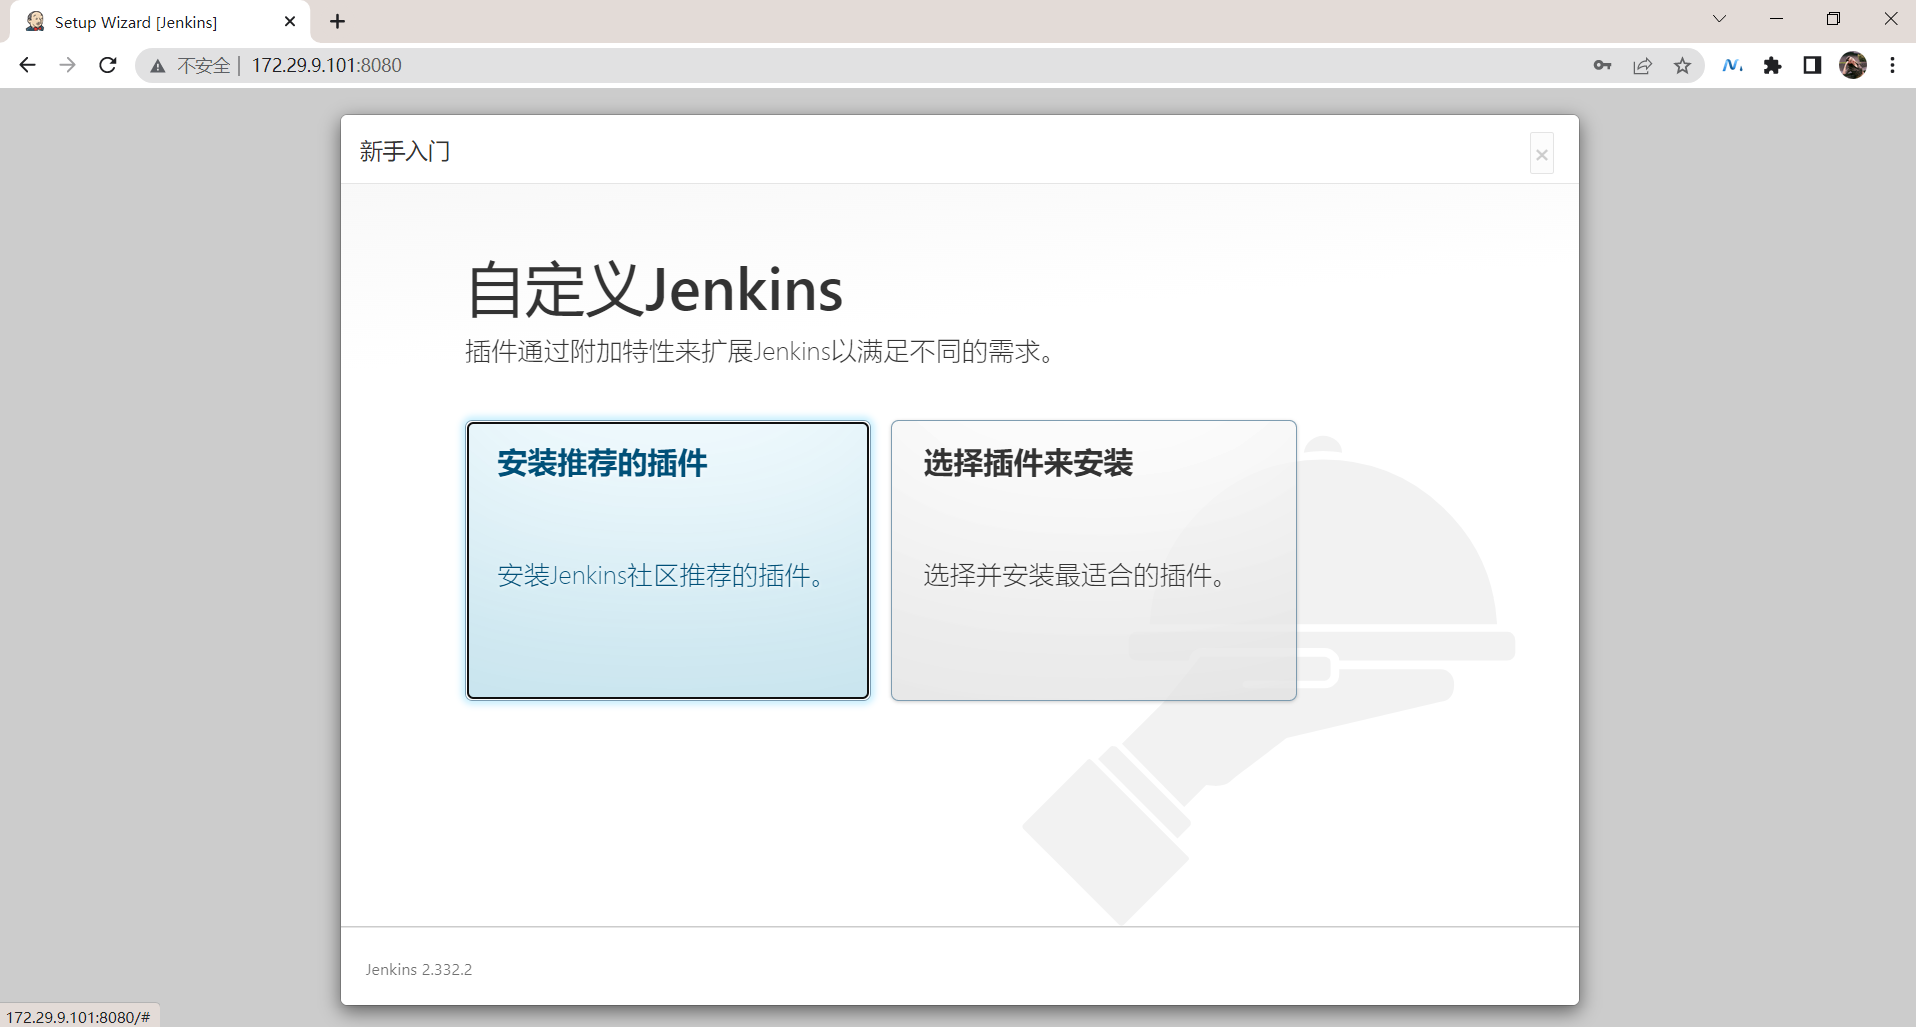 Setup Wizard [Jenkins]
不安全 | 172.29.9.101:8080
新手入门
自定义Jenkins
插件通过附加特性来扩展Jenkins以满足不同的需求。
安装推荐的插件
安装Jenkins社区推荐的插件。
选择插件来安装
选择并安装最适合的插件。
Jenkins 2.332.2
172.29.9.101:8080/#